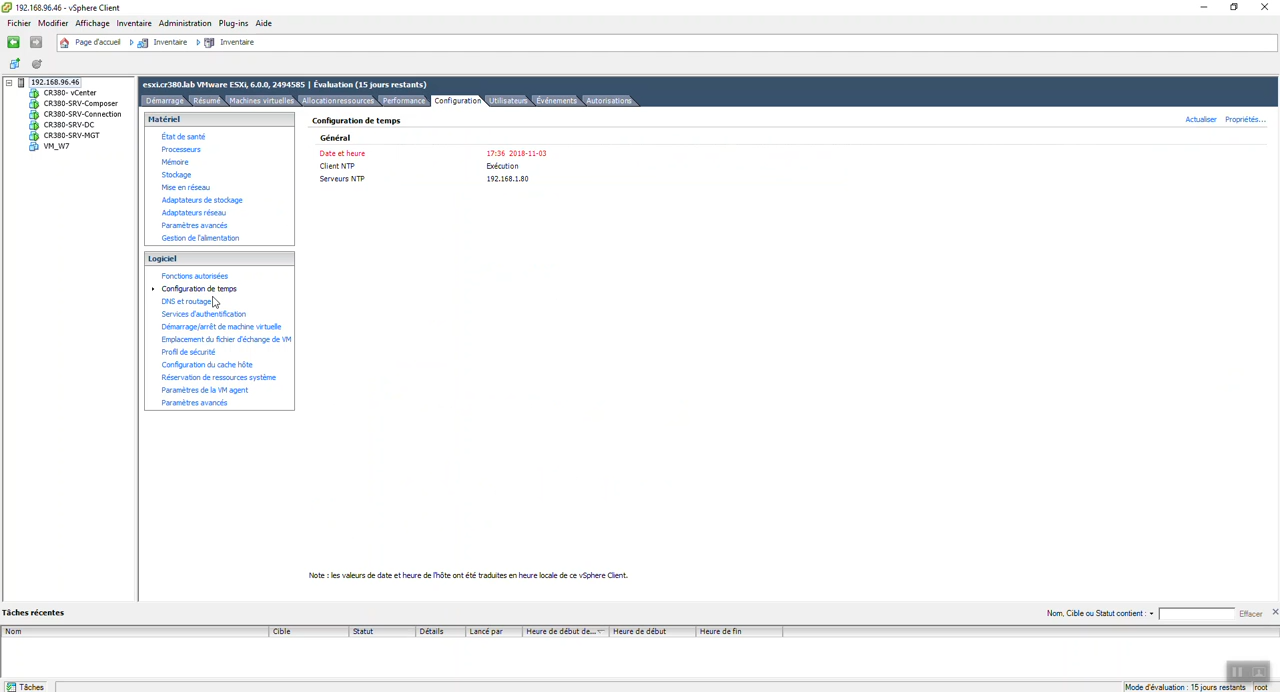 192.168.96.46 - vSphere Client
Fichier Modifier Affichage Inventaire Administration Plug-ins Aide
Page d'accueil Inventaire Inventaire
192.168.96.46
CR380- vCenter
CR380-SRV-Composer
CR380-SRV-Connection
CR380-SRV-DC
CR380-SRV-MGT
VM_W7
esxi.cr380.lab VMware ESXi, 6.0.0, 2494585 | Évaluation (15 jours restants)
Démarrage Résumé Machines virtuelles Allocation ressources Performance Configuration Utilisateurs Événements Autorisations
Matériel
État de santé
Processeurs
Mémoire
Stockage
Mise en réseau
Adaptateurs de stockage
Adaptateurs réseau
Paramètres avancés
Gestion de l'alimentation
Logiciel
Fonctions autorisées
Configuration de temps
DNS et routage
Services d'authentification
Démarrage/arrêt de machine virtuelle
Emplacement du fichier d'échange de VM
Profil de sécurité
Configuration du cache hôte
Réservation de ressources système
Paramètres de la VM agent
Paramètres avancés
Configuration de temps
Actualiser Propriétés...
Général
Date et heure 17:36 2018-11-03
Client NTP Exécution
Serveurs NTP 192.168.1.80
Note : les valeurs de date et heure de l'hôte ont été traduites en heure locale de ce vSphere Client.
Tâches récentes
Nom, Cible ou Statut contient : Effacer
Nom Cible Statut Détails Lancé par Heure de début de... Heure de début Heure de fin
Tâches
Mode d'évaluation : 15 jours restants root